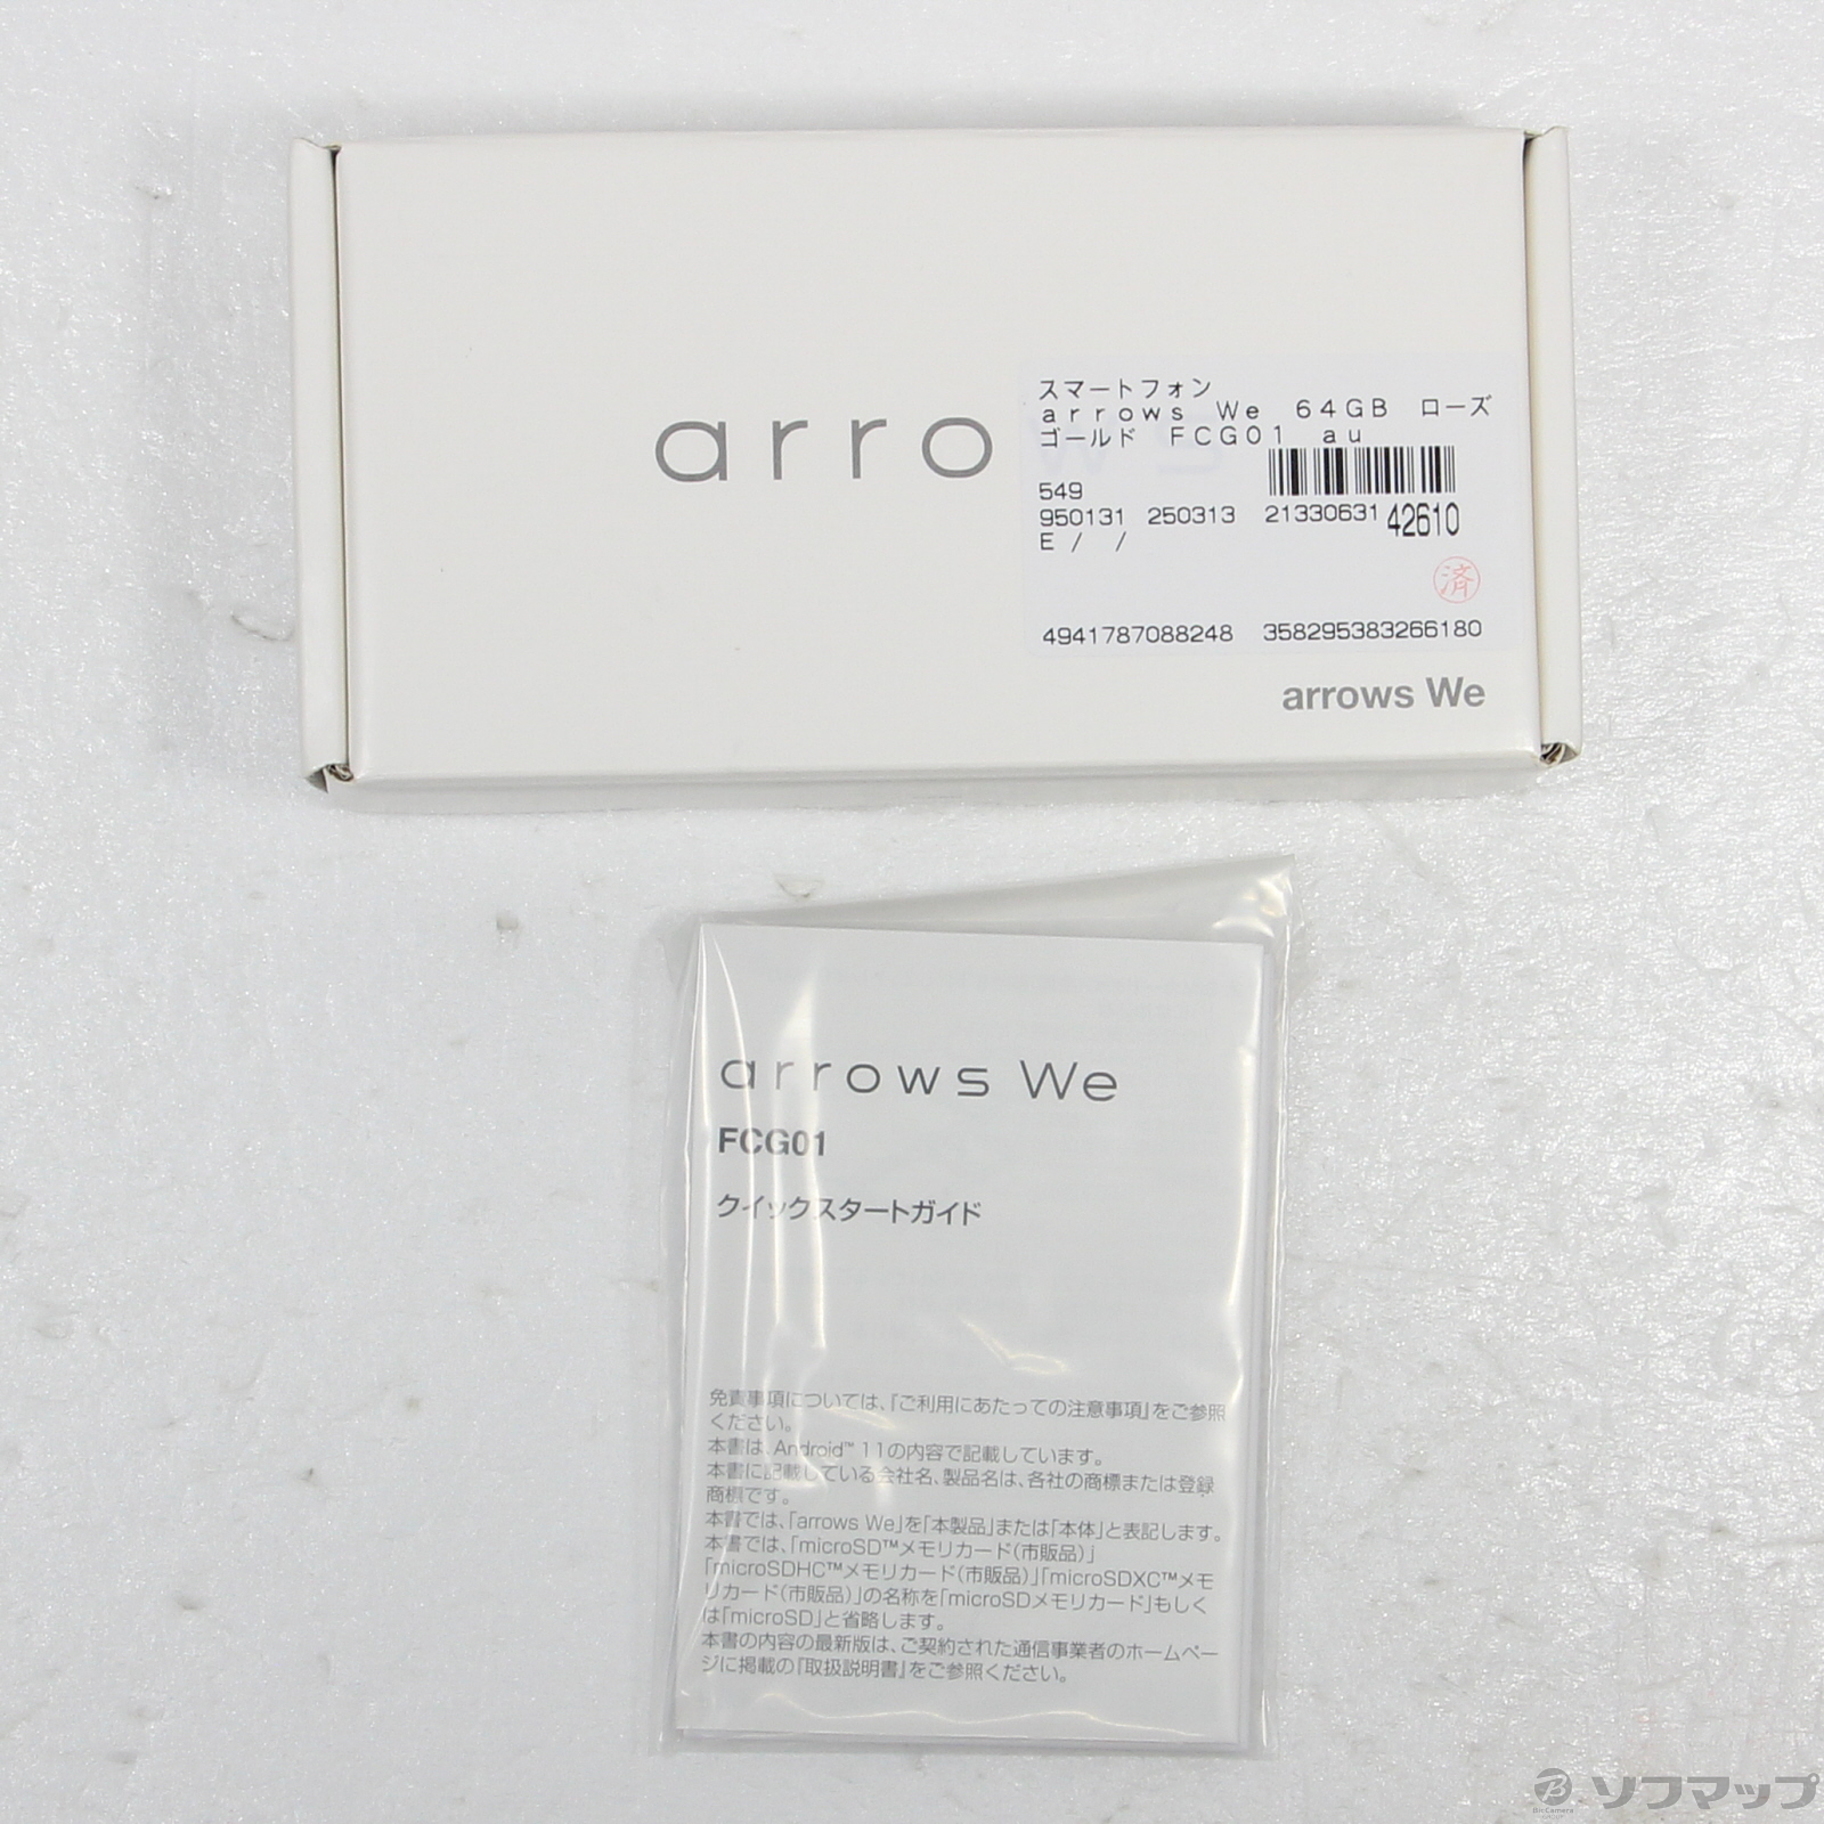 arro
スマートフォン
arrows We 64GB ローズ
ゴールド FCG01 au
549
950131 250313 21330631 42610
E / /
済
4941787088248 358295383266180
arrows We
arrows We
FCG01
クイックスタートガイド
免責事項については、「ご利用にあたっての注意事項」をご参照
ください。
本書は、Android™ 11の内容で記載しています。
本書に記載している会社名、製品名は、各社の商標または登録
商標です。
本書では、「arrows We」を「本製品」または「本体」と表記します。
本書では、「microSD™メモリカード(市販品)」
「microSDHC™メモリカード(市販品)」「microSDXC™メモ
リカード(市販品)」の名称を「microSDメモリカード」もしく
は「microSD」と省略します。
本書の内容の最新版は、ご契約された通信事業者のホームペー
ジに掲載の『取扱説明書』をご参照ください。
B BicCamera GROUP ソフマップ